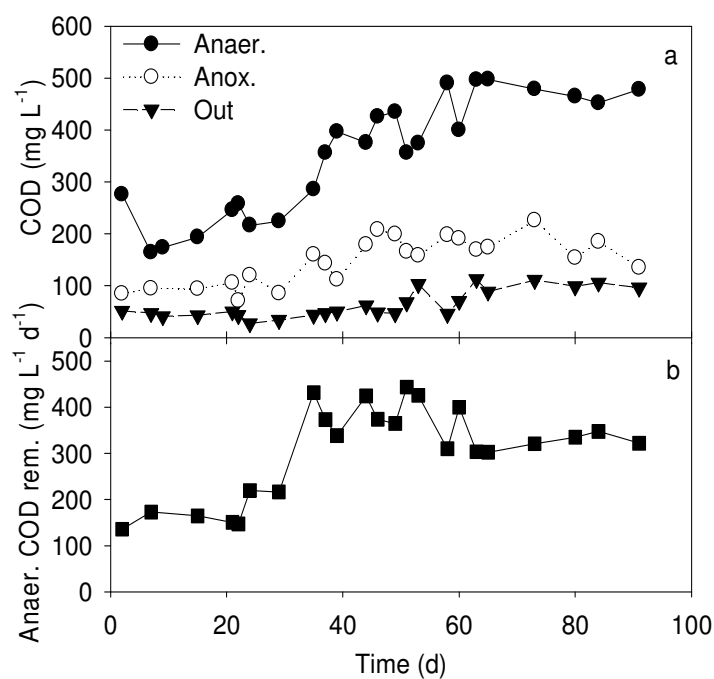 600
500
400
300
200
100
0
COD (mg L⁻¹)
Anaer.
Anox.
Out
a
500
400
300
200
100
0
Anaer. COD rem. (mg L⁻¹ d⁻¹)
b
0 20 40 60 80 100
Time (d)